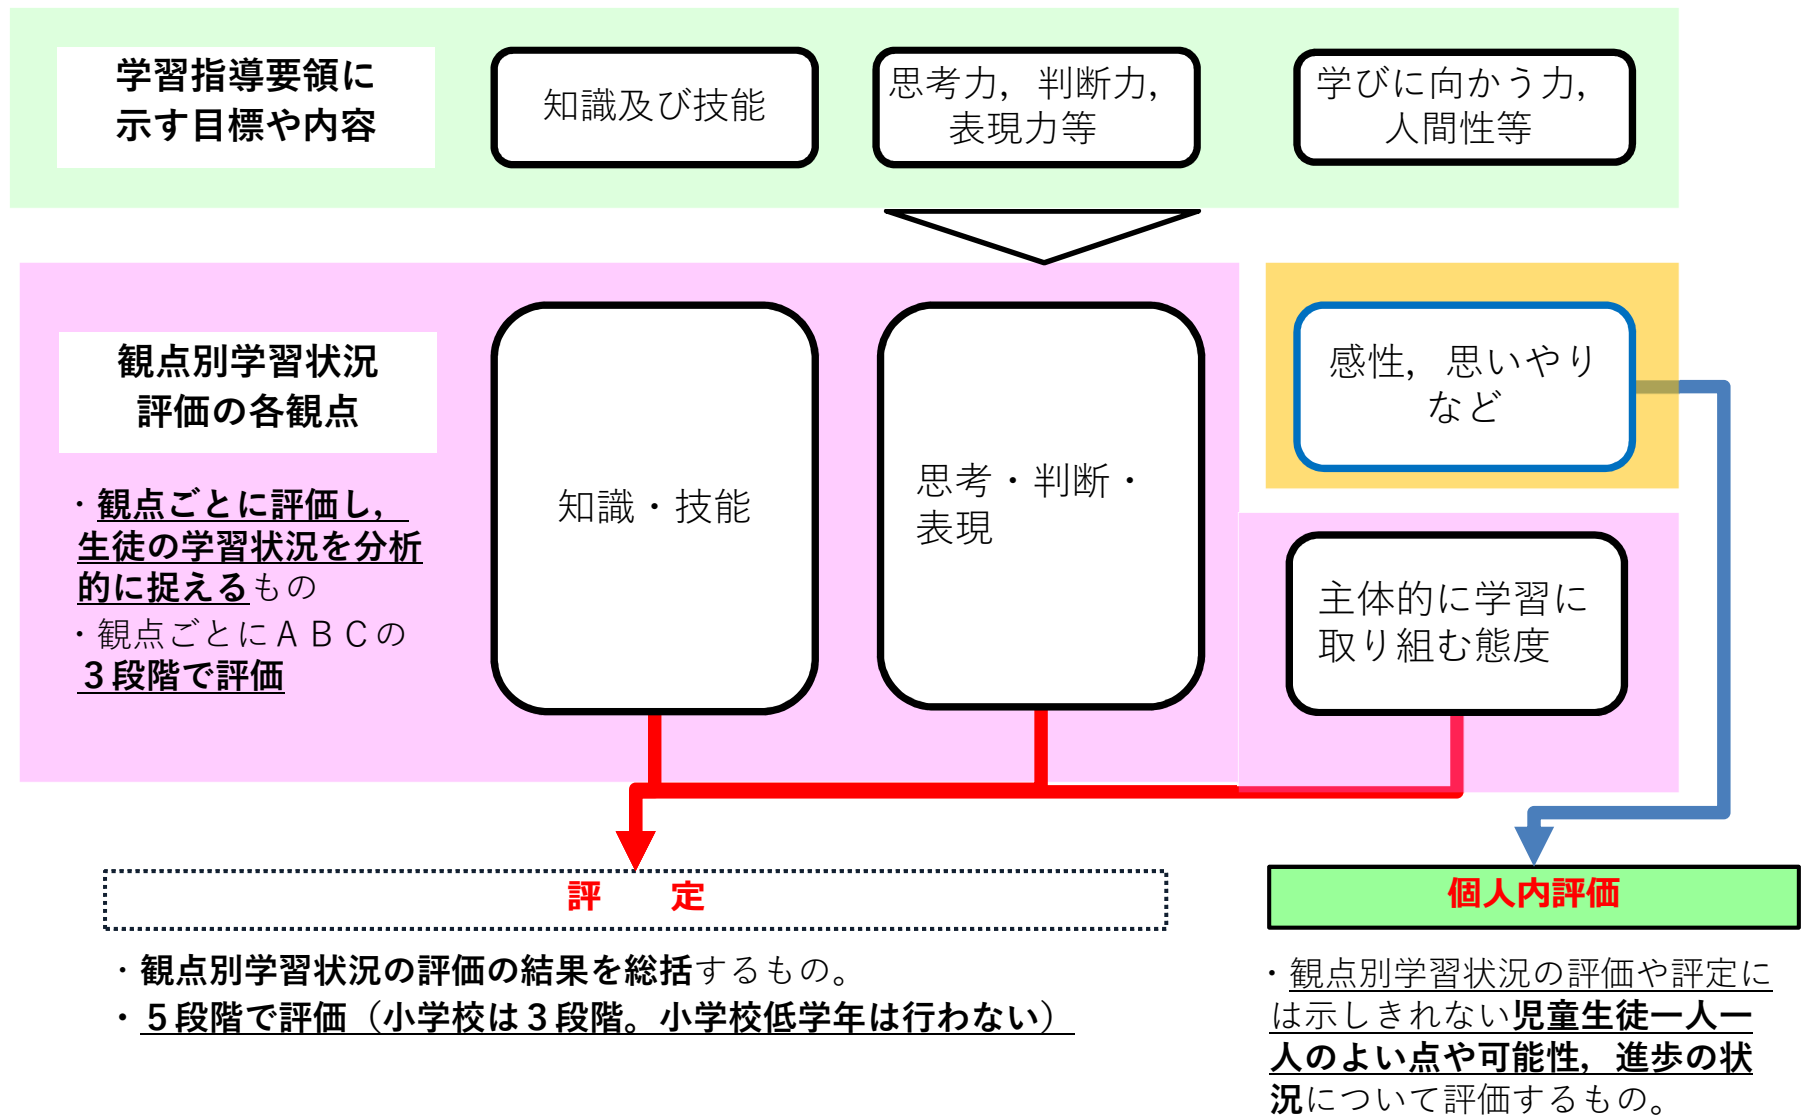 学習指導要領に
示す目標や内容
知識及び技能
思考力，判断力，
表現力等
学びに向かう力，
人間性等
観点別学習状況
評価の各観点
・観点ごとに評価し，
生徒の学習状況を分析
的に捉えるもの
・観点ごとにＡＢＣの
３段階で評価
知識・技能
思考・判断・
表現
感性，思いやり
など
主体的に学習に
取り組む態度
評　定
・観点別学習状況の評価の結果を総括するもの。
・５段階で評価（小学校は３段階。小学校低学年は行わない）
個人内評価
・観点別学習状況の評価や評定に
は示しきれない児童生徒一人一
人のよい点や可能性，進歩の状
況について評価するもの。